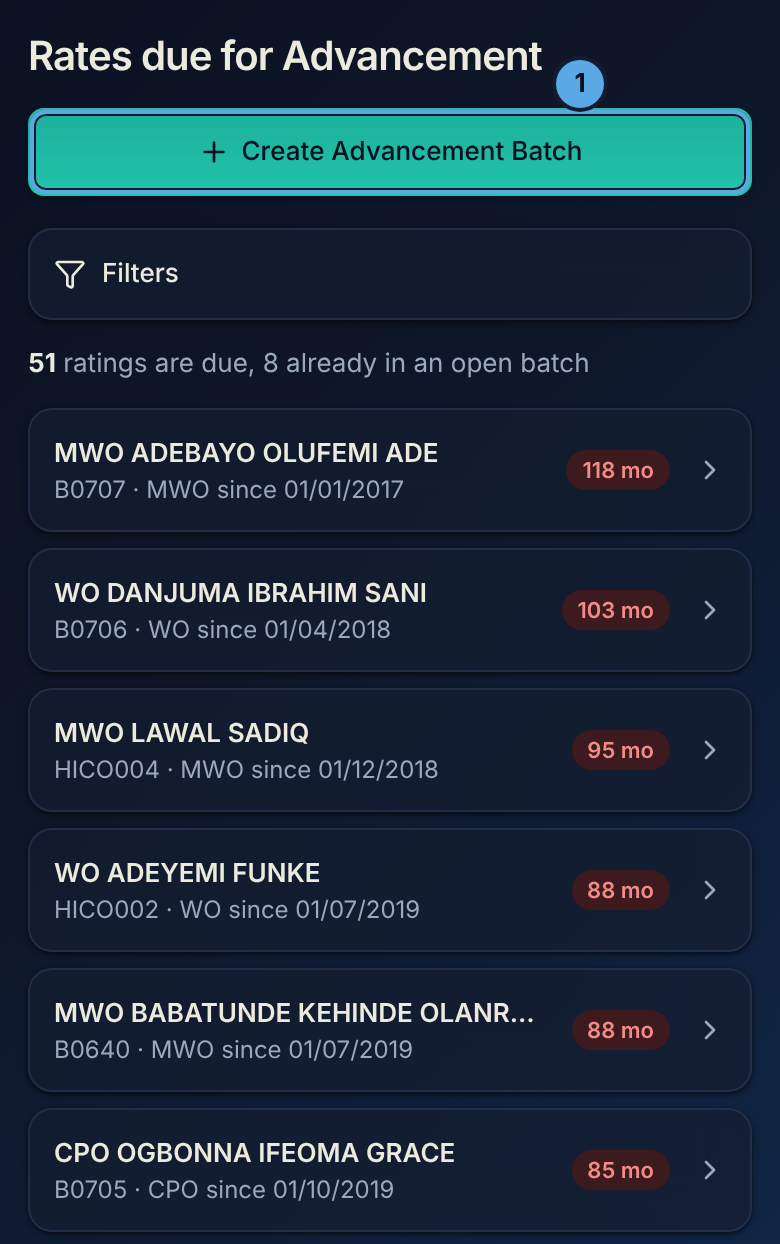 Rates due for Advancement
1
+ Create Advancement Batch
Filters
51 ratings are due, 8 already in an open batch
MWO ADEBAYO OLUFEMI ADE
B0707 · MWO since 01/01/2017
118 mo
WO DANJUMA IBRAHIM SANI
B0706 · WO since 01/04/2018
103 mo
MWO LAWAL SADIQ
HICO004 · MWO since 01/12/2018
95 mo
WO ADEYEMI FUNKE
HICO002 · WO since 01/07/2019
88 mo
MWO BABATUNDE KEHINDE OLANR...
B0640 · MWO since 01/07/2019
88 mo
CPO OGBONNA IFEOMA GRACE
B0705 · CPO since 01/10/2019
85 mo